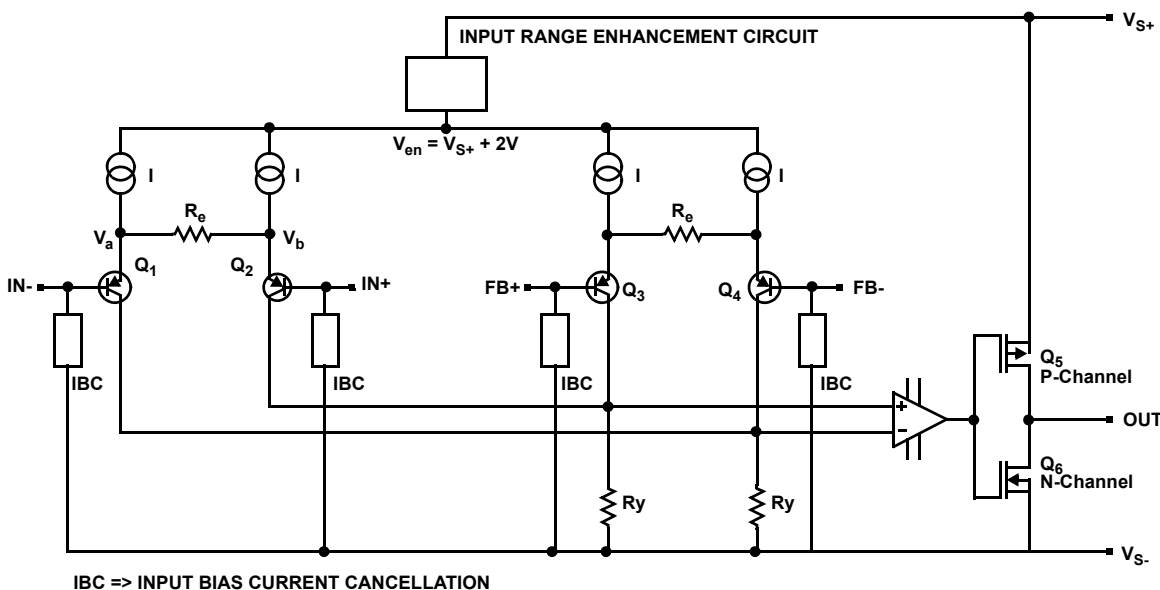 V_S+
INPUT RANGE ENHANCEMENT CIRCUIT
V_en = V_S+ + 2V
I
I
I
I
R_e
R_e
V_a
V_b
Q_1
Q_2
IN-
IN+
FB+
Q_3
Q_4
FB-
IBC
IBC
IBC
IBC
Q_5
P-Channel
+
-
OUT
Q_6
N-Channel
Ry
Ry
V_S-
IBC => INPUT BIAS CURRENT CANCELLATION